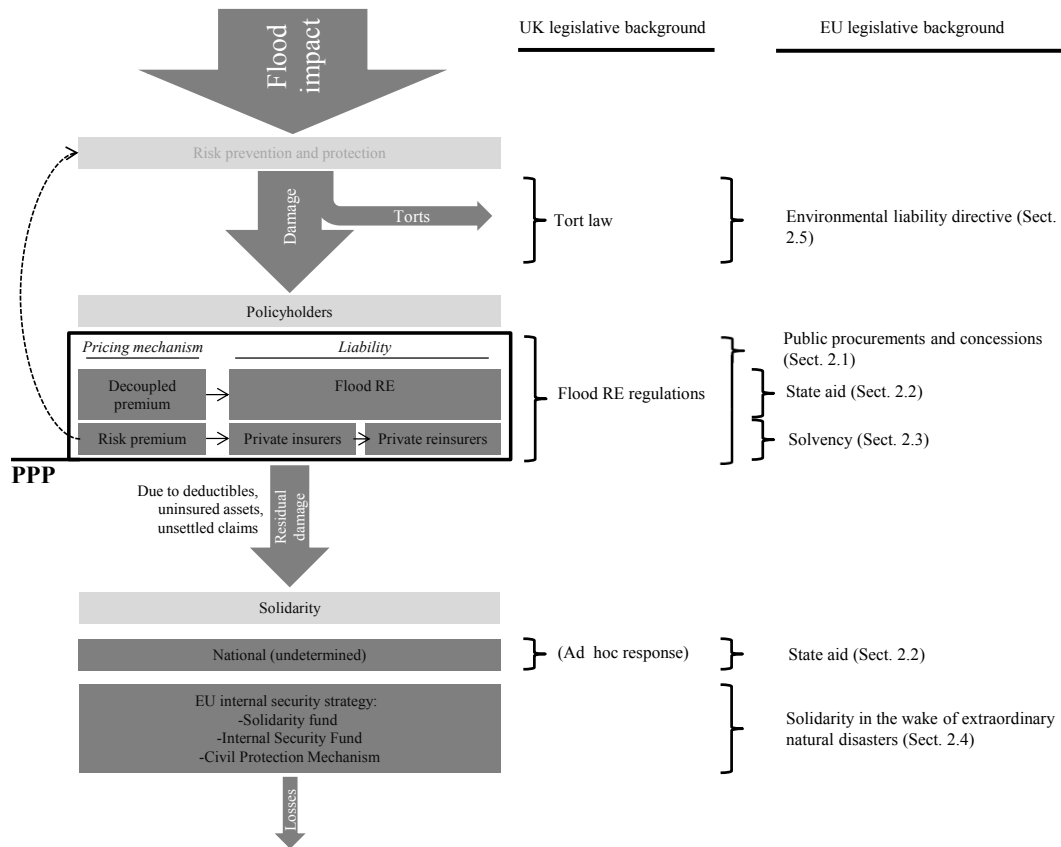 UK legislative background
EU legislative background
Flood
impact
Risk prevention and protection
Damage
Torts
Tort law
Environmental liability directive (Sect.
2.5)
Policyholders
Pricing mechanism
Liability
Decoupled
premium
Flood RE
Risk premium
Private insurers
Private reinsurers
PPP
Flood RE regulations
Public procurements and concessions
(Sect. 2.1)
State aid (Sect. 2.2)
Solvency (Sect. 2.3)
Due to deductibles,
uninsured assets,
unsettled claims
Residual
damage
Solidarity
National (undetermined)
(Ad hoc response)
State aid (Sect. 2.2)
EU internal security strategy:
-Solidarity fund
-Internal Security Fund
-Civil Protection Mechanism
Solidarity in the wake of extraordinary
natural disasters (Sect. 2.4)
Losses